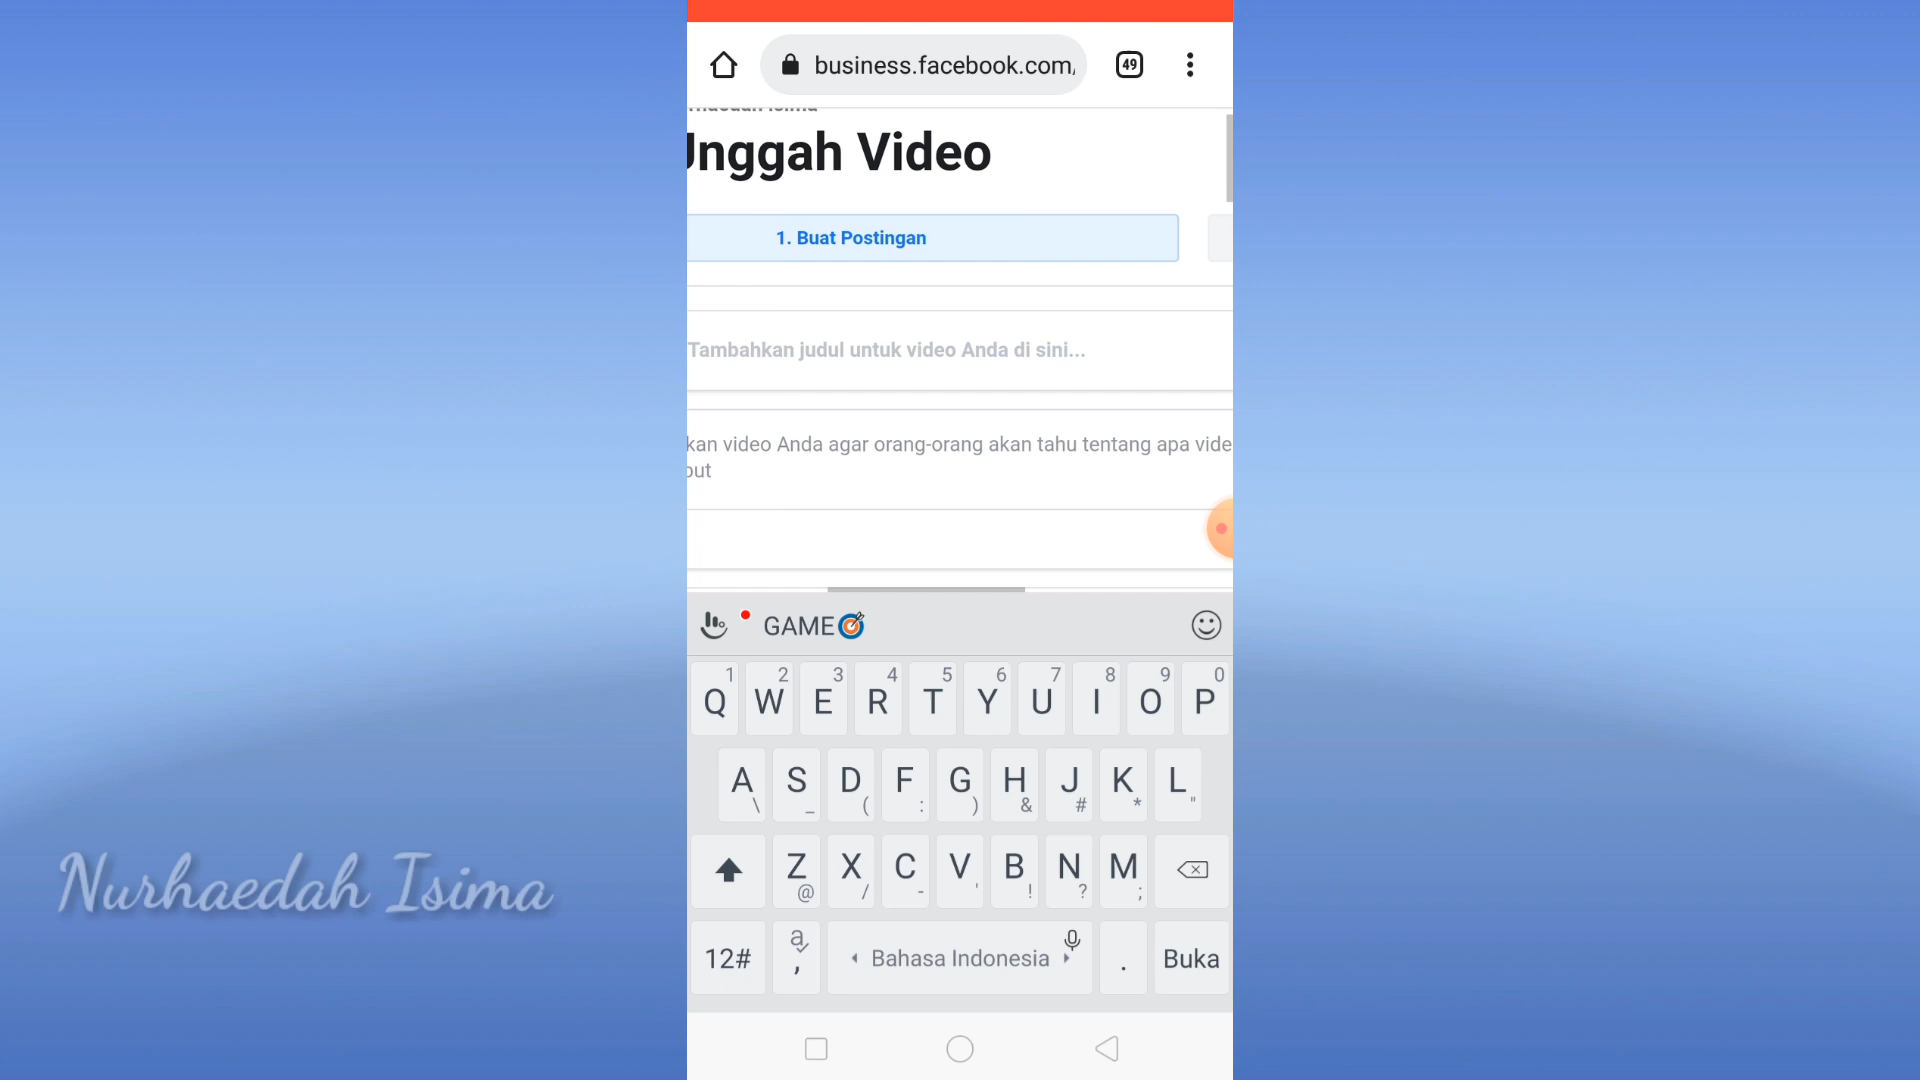 business.facebook.com/
49
Unggah Video
1. Buat Postingan
Tambahkan judul untuk video Anda di sini...
kan video Anda agar orang-orang akan tahu tentang apa vide
put
GAME🎯
1 2 3 4 5 6 7 8 9 0
Q W E R T Y U I O P
A S D F G H J K L
\ _ ( : ) & # * "
Z X C V B N M
@ / - ' ! ? ;
12# a , Bahasa Indonesia . Buka
Nurhaedah Isima